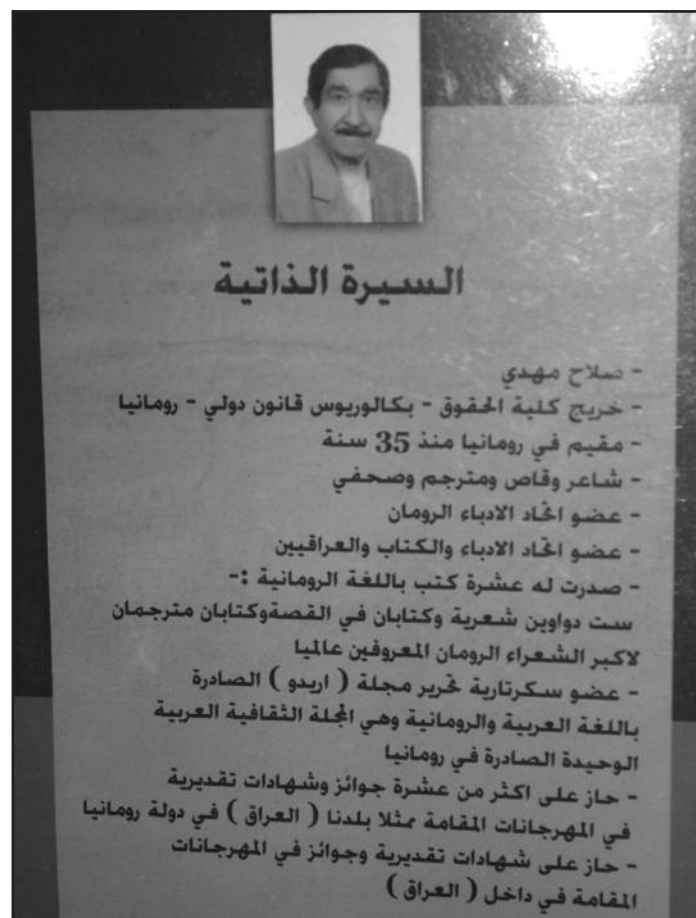 السيرة الذاتية
- صلاح مهدي
- خريج كلية الحقوق - بكالوريوس قانون دولي - رومانيا
- مقيم في رومانيا منذ 35 سنة
- شاعر وقاص ومترجم وصحفي
- عضو اتحاد الادباء الرومان
- عضو اتحاد الادباء والكتاب والعراقيين
- صدرت له عشرة كتب باللغة الرومانية :-
ست دواوين شعرية وكتابان في القصةوكتابان مترجمان
لاكبر الشعراء الرومان المعروفين عالميا
- عضو سكرتارية تحرير مجلة ( اريدو ) الصادرة
باللغة العربية والرومانية وهي المجلة الثقافية العربية
الوحيدة الصادرة في رومانيا
- حاز على اكثر من عشرة جوائز وشهادات تقديرية
في المهرجانات المقامة ممثلا بلدنا ( العراق ) في دولة رومانيا
- حاز على شهادات تقديرية وجوائز في المهرجانات
المقامة في داخل ( العراق )